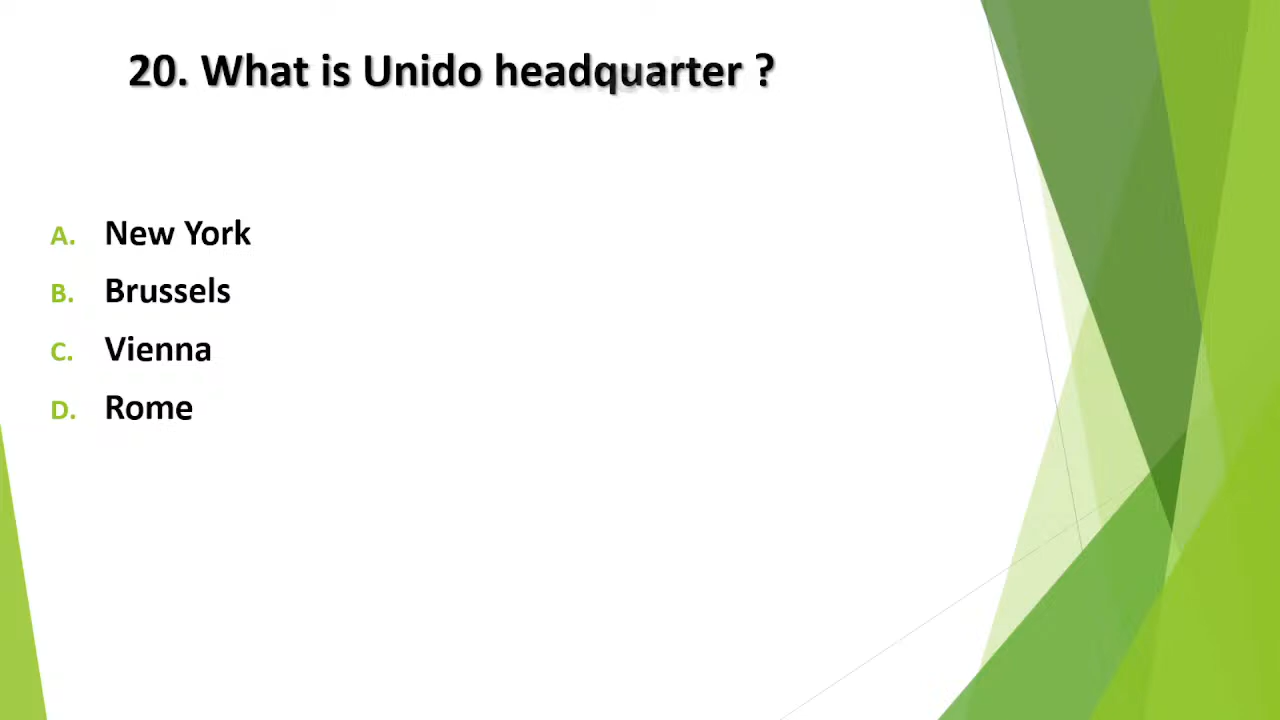 20. What is Unido headquarter ?
A. New York
B. Brussels
C. Vienna
D. Rome